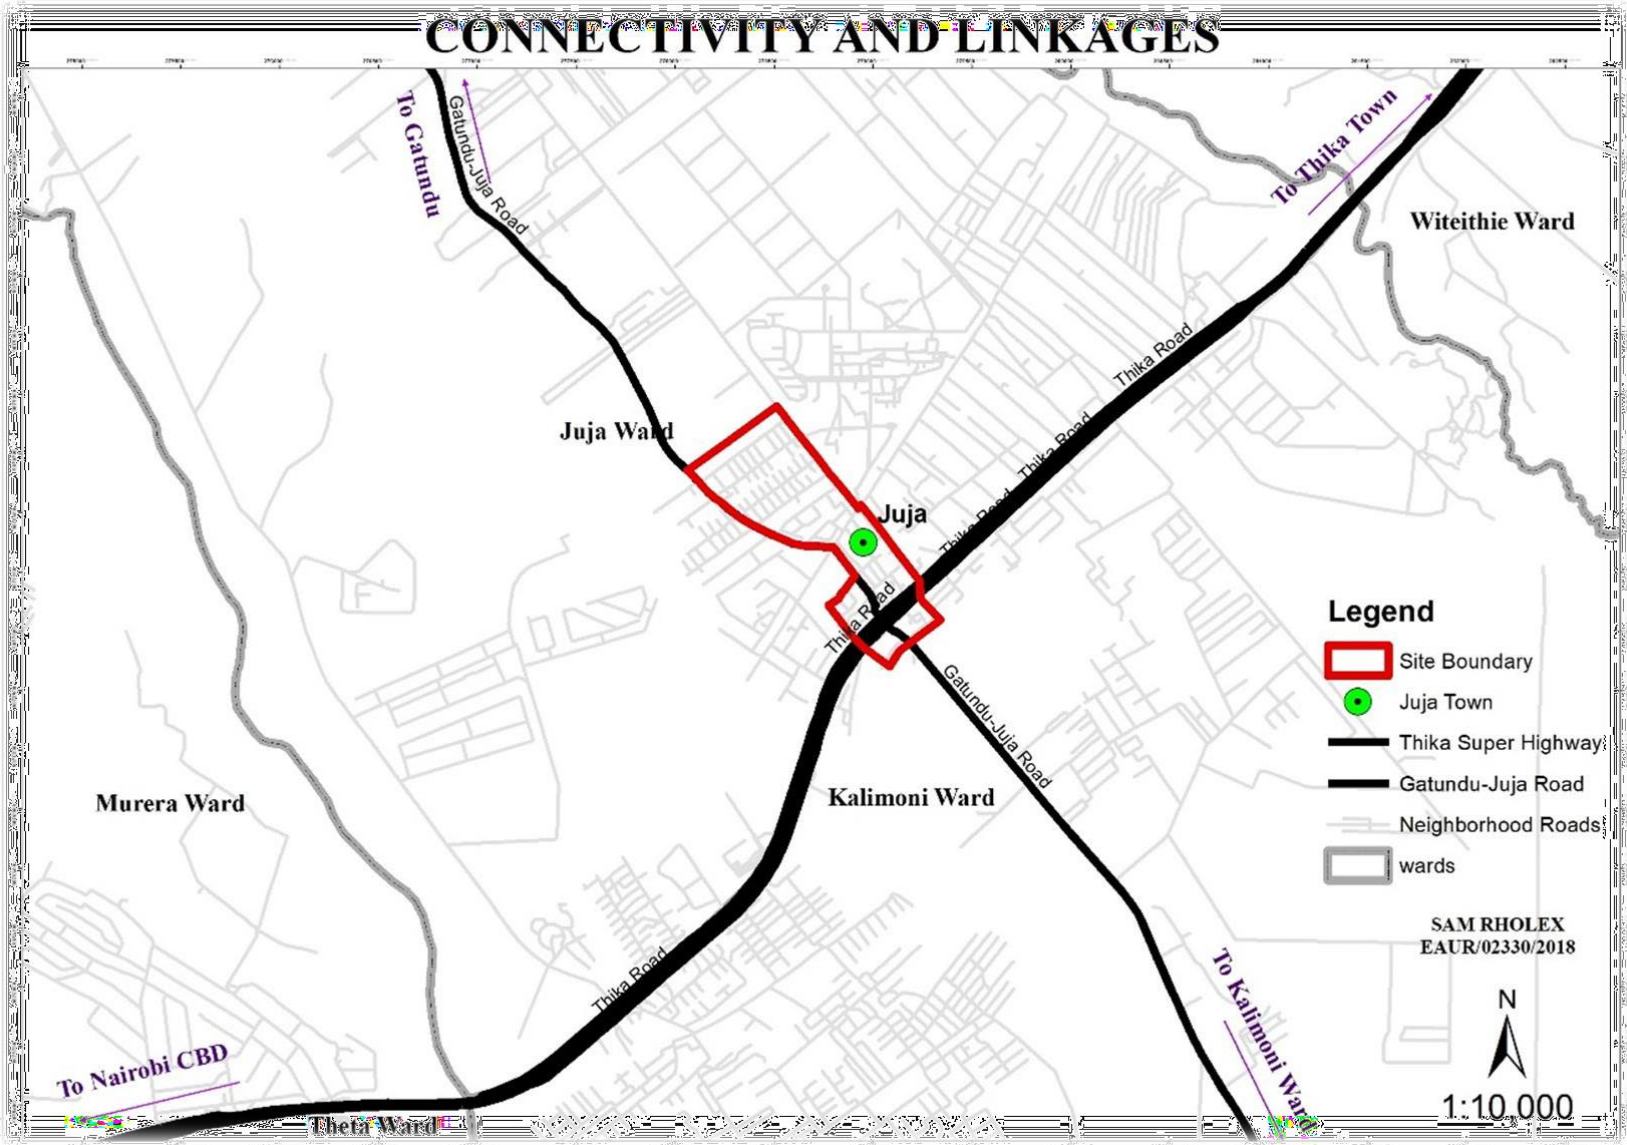 CONNECTIVITY AND LINKAGES
To Gatundu
Gatundu-Juja Road
To Thika Town
Witeithie Ward
Thika Road
Juja Ward
Thika Road
Juja
Thika Road
Thika Road
Gatundu-Juja Road
Murera Ward
Kalimoni Ward
Thika Road
To Nairobi CBD
Theta Ward
To Kalimoni Ward
Legend
Site Boundary
Juja Town
Thika Super Highway
Gatundu-Juja Road
Neighborhood Roads
wards
SAM RHOLEX
EAUR/02330/2018
N
1:10,000